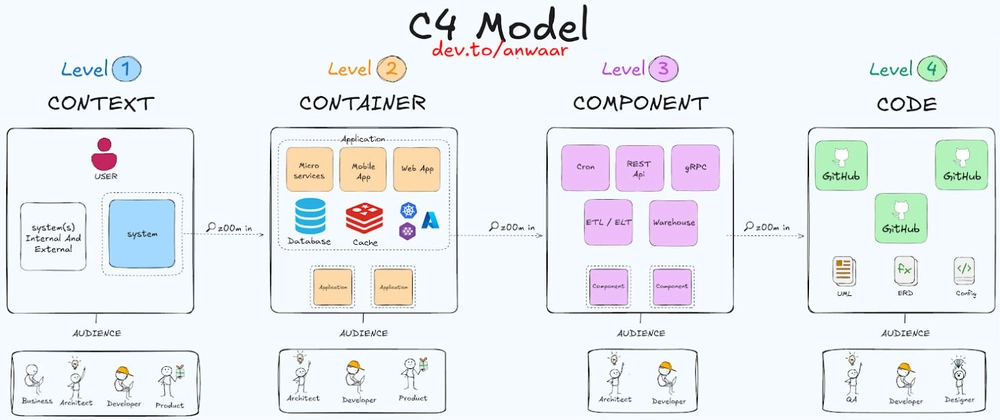 C4 Model
dev.to/anwaar
Level 1
CONTEXT
USER
system(s)
Internal And
External
system
AUDIENCE
Business
Architect
Developer
Product
zoom in
Level 2
CONTAINER
Application
Micro
services
Mobile
App
Web App
Database
Cache
Application
Application
AUDIENCE
Architect
Developer
Product
zoom in
Level 3
COMPONENT
Cron
REST
Api
gRPC
ETL / ELT
Warehouse
Component
Component
AUDIENCE
Architect
Developer
zoom in
Level 4
CODE
GitHub
GitHub
GitHub
UML
fx
ERD
</>
Config
AUDIENCE
QA
Developer
Designer